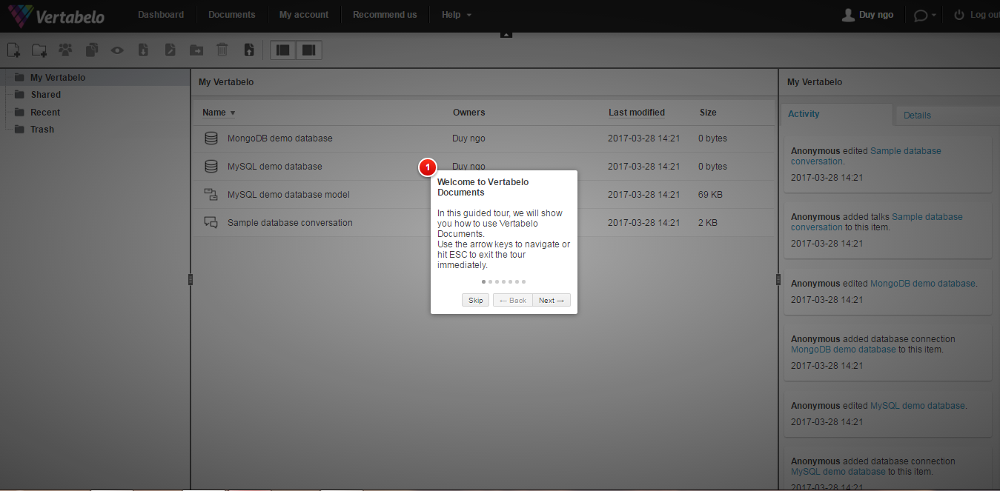 Vertabelo
Dashboard
Documents
My account
Recommend us
Help
Duy ngo
Log out
My Vertabelo
Shared
Recent
Trash
My Vertabelo
Name
Owners
Last modified
Size
MongoDB demo database
Duy ngo
2017-03-28 14:21
0 bytes
MySQL demo database
Duy ngo
2017-03-28 14:21
0 bytes
MySQL demo database model
2017-03-28 14:21
69 KB
Sample database conversation
2017-03-28 14:21
2 KB
1
Welcome to Vertabelo
Documents
In this guided tour, we will show
you how to use Vertabelo
Documents.
Use the arrow keys to navigate or
hit ESC to exit the tour
immediately.
Skip
← Back
Next →
My Vertabelo
Activity
Details
Anonymous edited Sample database
conversation.
2017-03-28 14:21
Anonymous added talks Sample database
conversation to this item.
2017-03-28 14:21
Anonymous edited MongoDB demo database.
2017-03-28 14:21
Anonymous added database connection
MongoDB demo database to this item.
2017-03-28 14:21
Anonymous edited MySQL demo database.
2017-03-28 14:21
Anonymous added database connection
MySQL demo database to this item.
2017-03-28 14:21